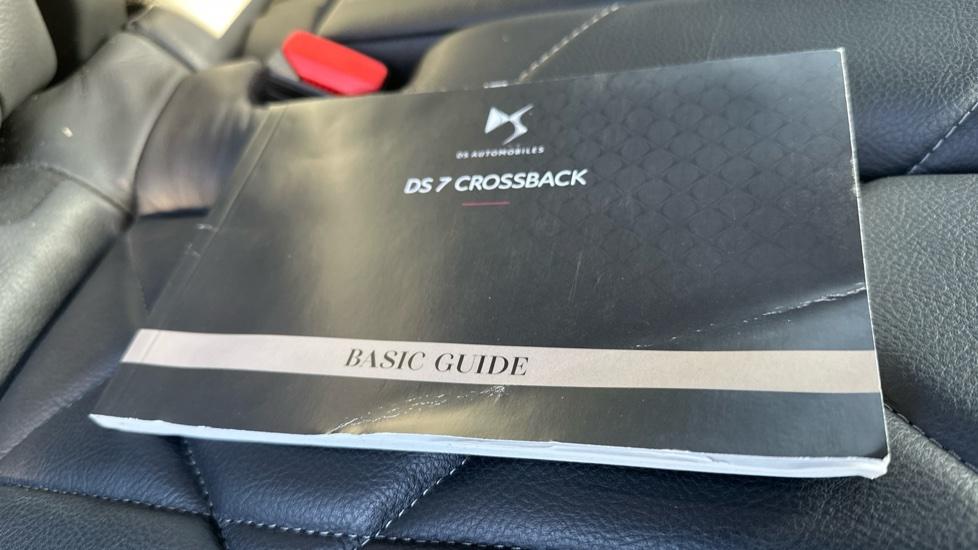 DS AUTOMOBILES
DS 7 CROSSBACK
BASIC GUIDE